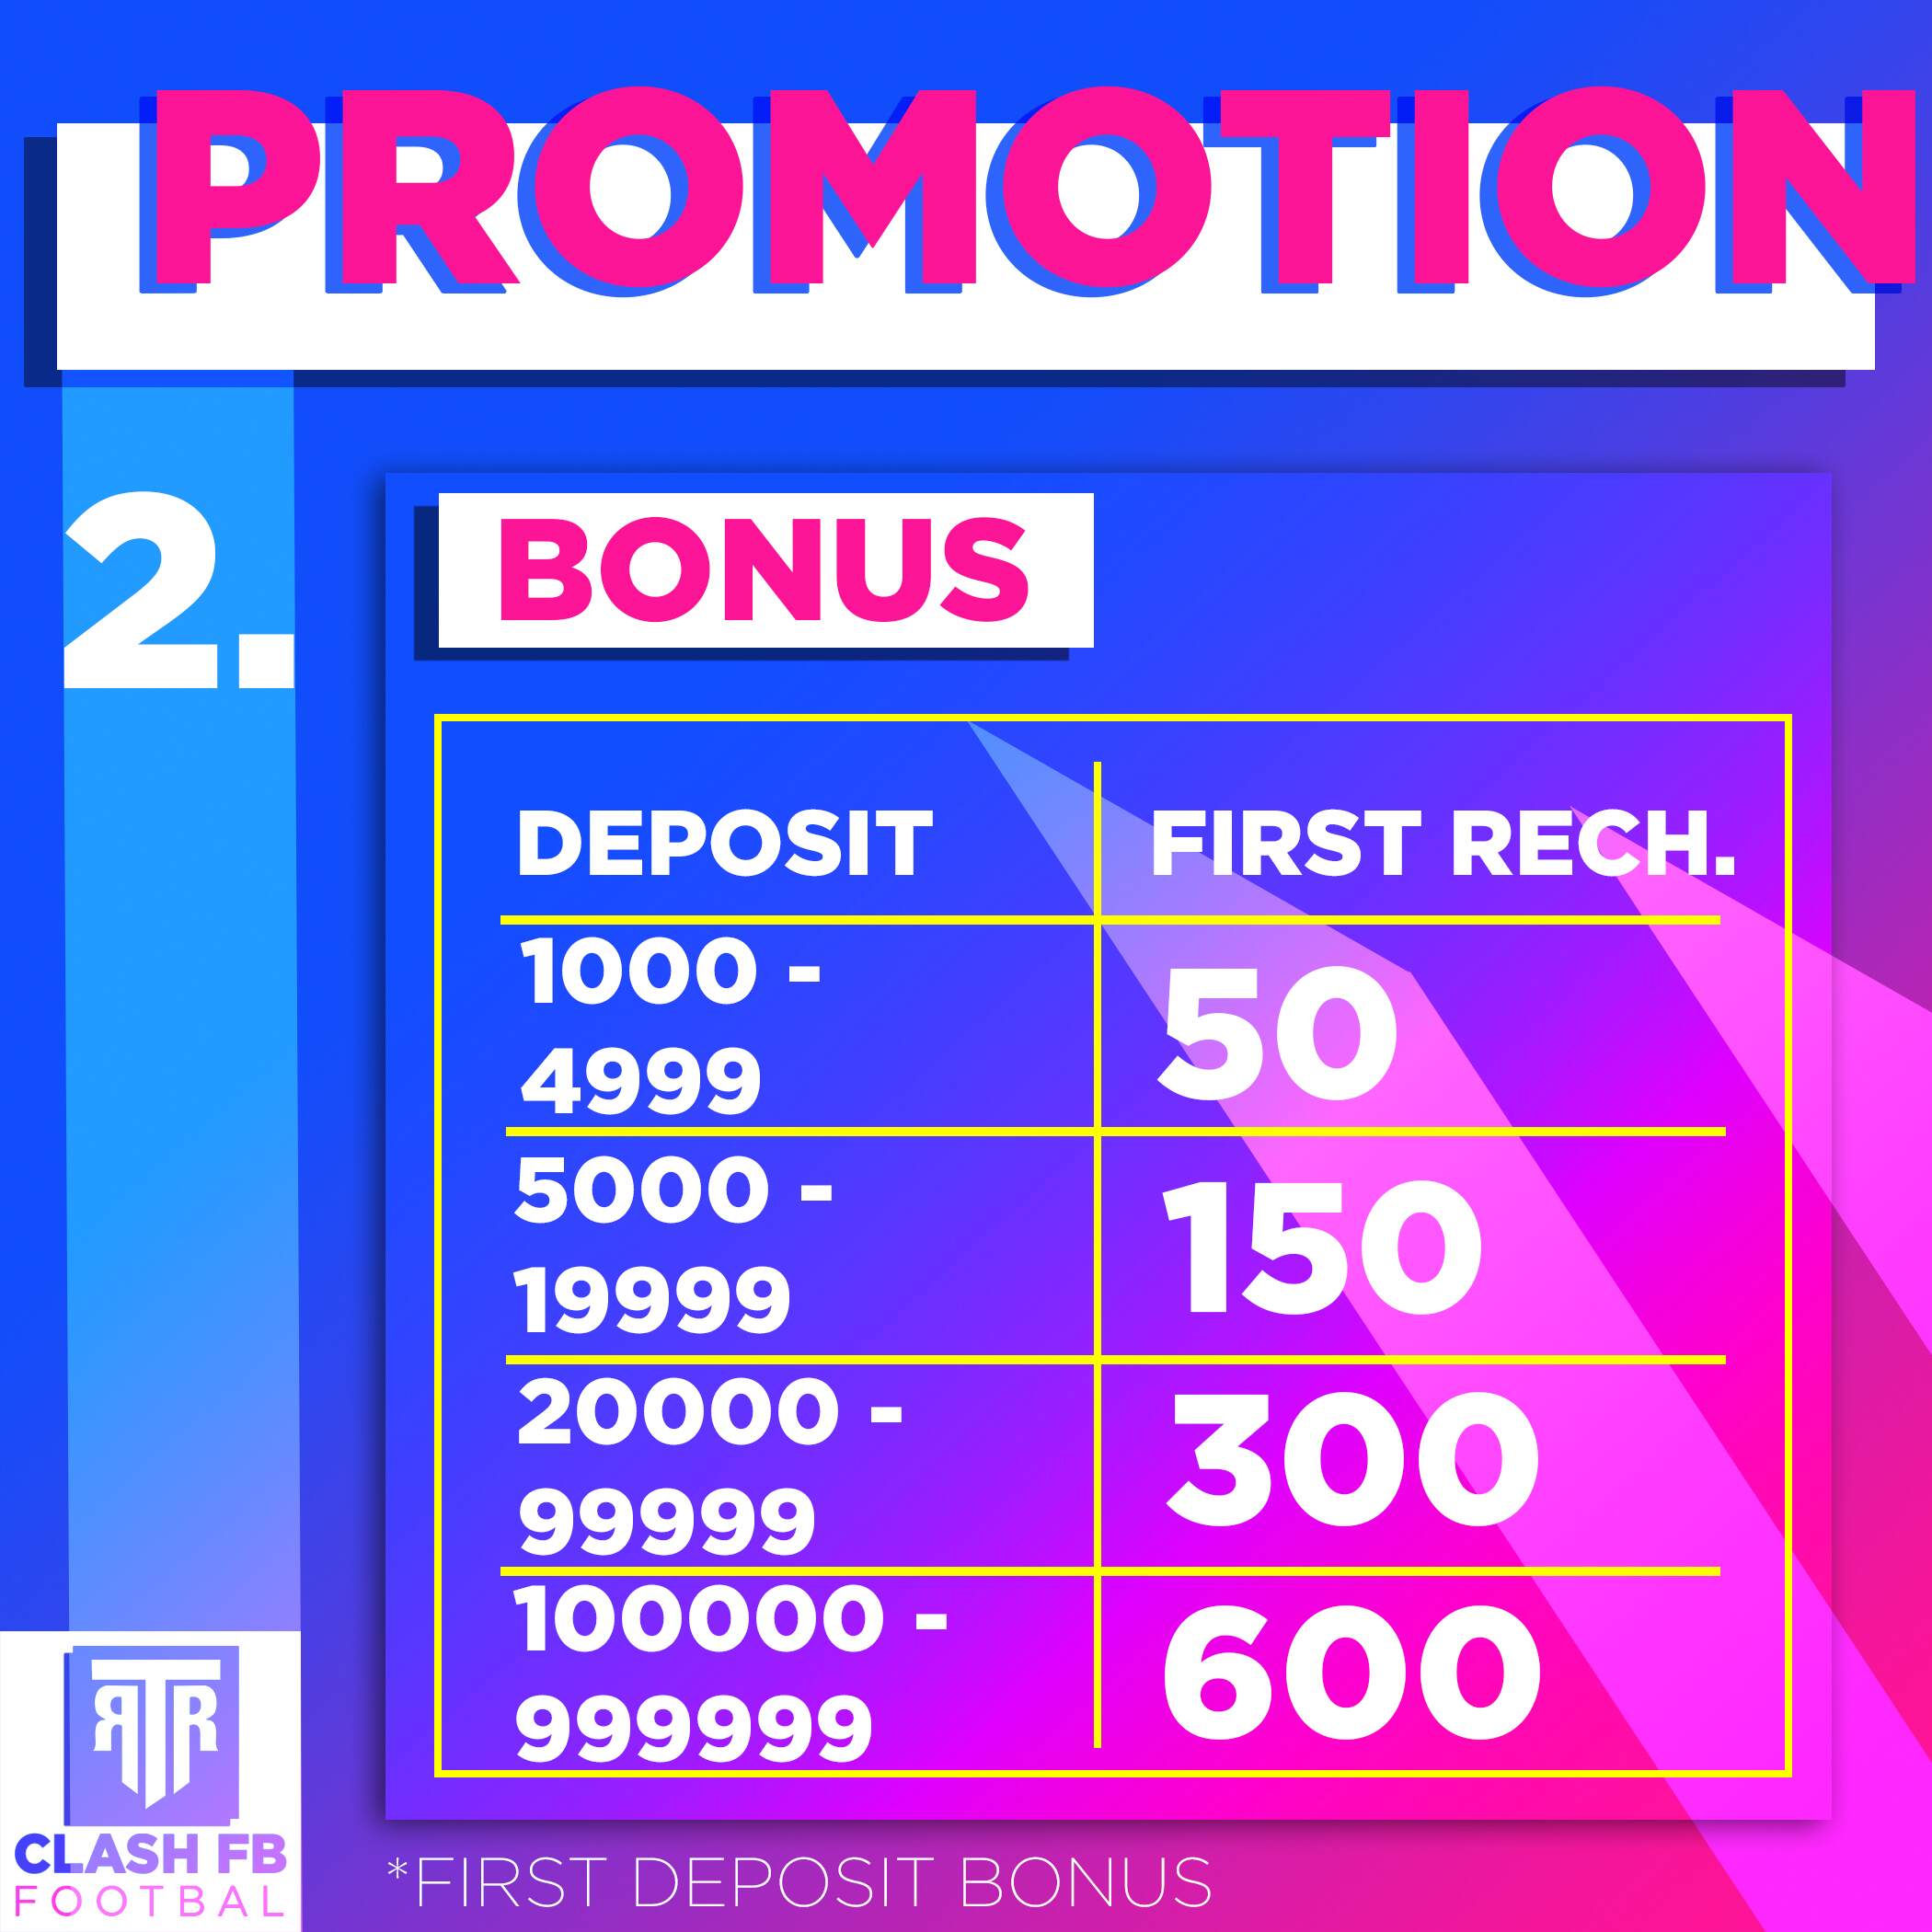 PROMOTION
2.
BONUS
DEPOSIT FIRST RECH.
1000 -
4999
50
5000 -
19999
150
20000 -
99999
300
100000 -
999999
600
CLASH FB
FOOTBAL
*FIRST DEPOSIT BONUS